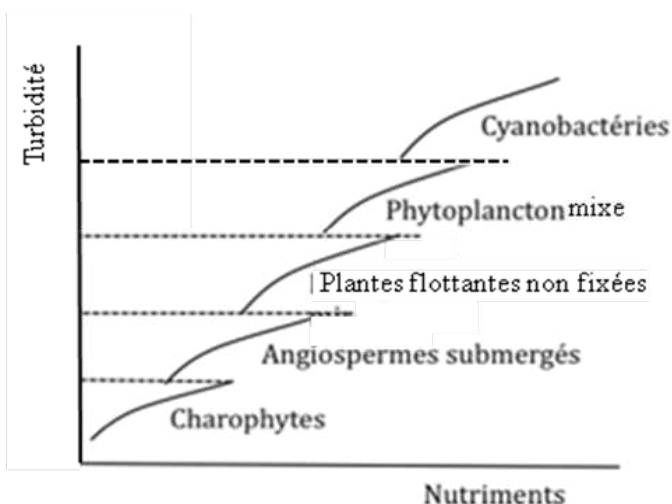 Turbidité
Cyanobactéries
Phytoplancton mixe
Plantes flottantes non fixées
Angiospermes submergés
Charophytes
Nutriments